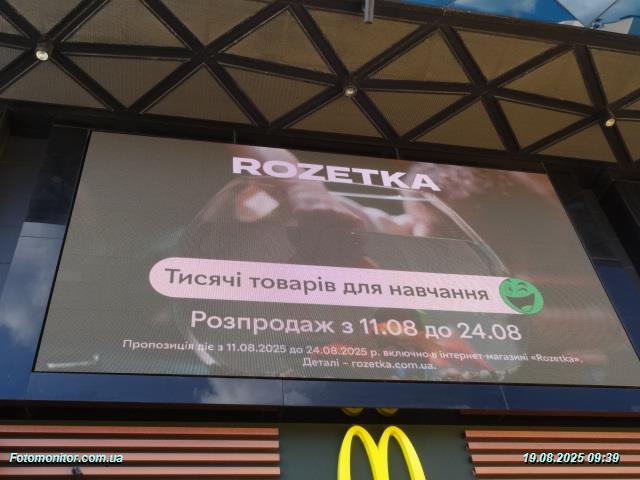 ROZETKA
Тисячі товарів для навчання
Розпродаж з 11.08 до 24.08
Пропозиція діє з 11.08.2025 до 24.08.2025 р. включно в інтернет-магазині «Rozetka».
Деталі – rozetka.com.ua.
Fotomonitor.com.ua
19.08.2025 09:39